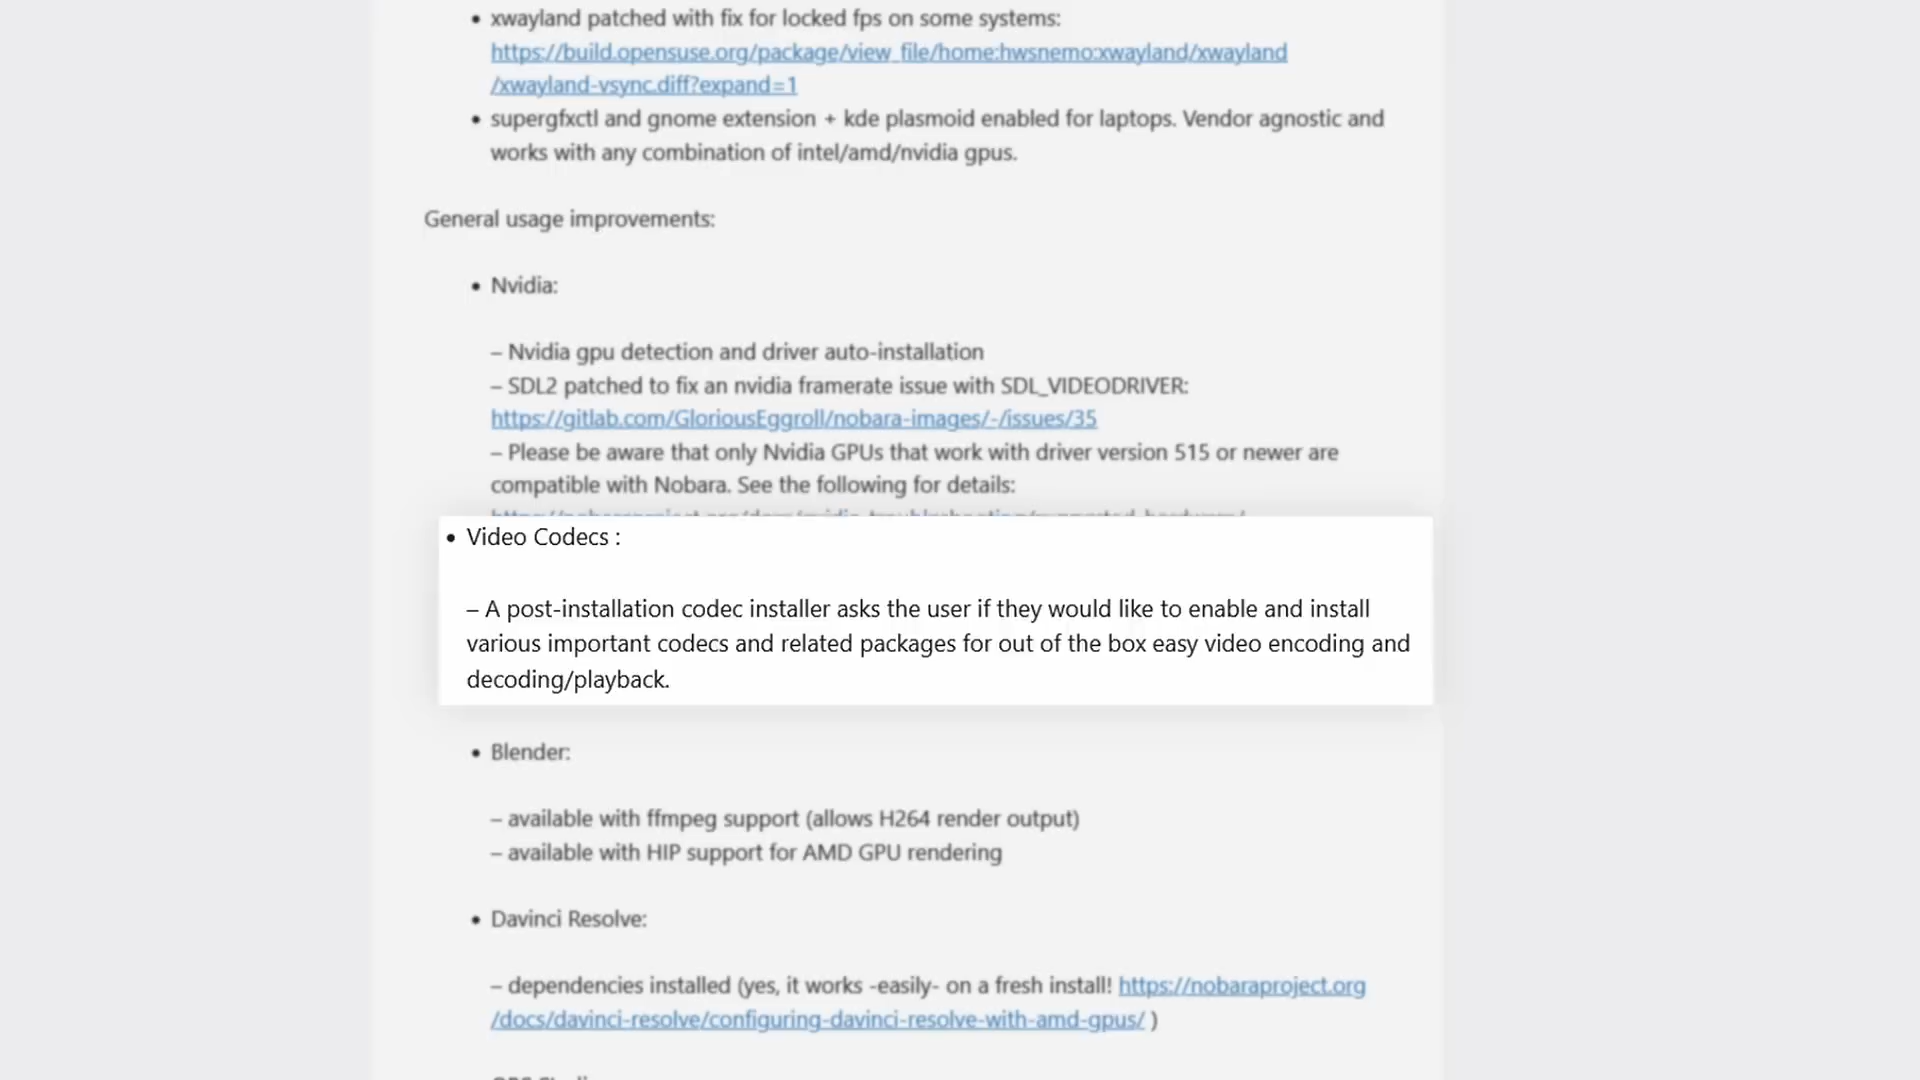 • xwayland patched with fix for locked fps on some systems:
https://build.opensuse.org/package/view_file/home:hwsnemo:xwayland/xwayland
/xwayland-vsync.diff?expand=1
• supergfxctl and gnome extension + kde plasmoid enabled for laptops. Vendor agnostic and
works with any combination of intel/amd/nvidia gpus.
General usage improvements:
• Nvidia:
– Nvidia gpu detection and driver auto-installation
– SDL2 patched to fix an nvidia framerate issue with SDL_VIDEODRIVER:
https://gitlab.com/GloriousEggroll/nobara-images/-/issues/35
– Please be aware that only Nvidia GPUs that work with driver version 515 or newer are
compatible with Nobara. See the following for details:
• Video Codecs :
– A post-installation codec installer asks the user if they would like to enable and install
various important codecs and related packages for out of the box easy video encoding and
decoding/playback.
• Blender:
– available with ffmpeg support (allows H264 render output)
– available with HIP support for AMD GPU rendering
• Davinci Resolve:
– dependencies installed (yes, it works -easily- on a fresh install! https://nobaraproject.org
/docs/davinci-resolve/configuring-davinci-resolve-with-amd-gpus/ )